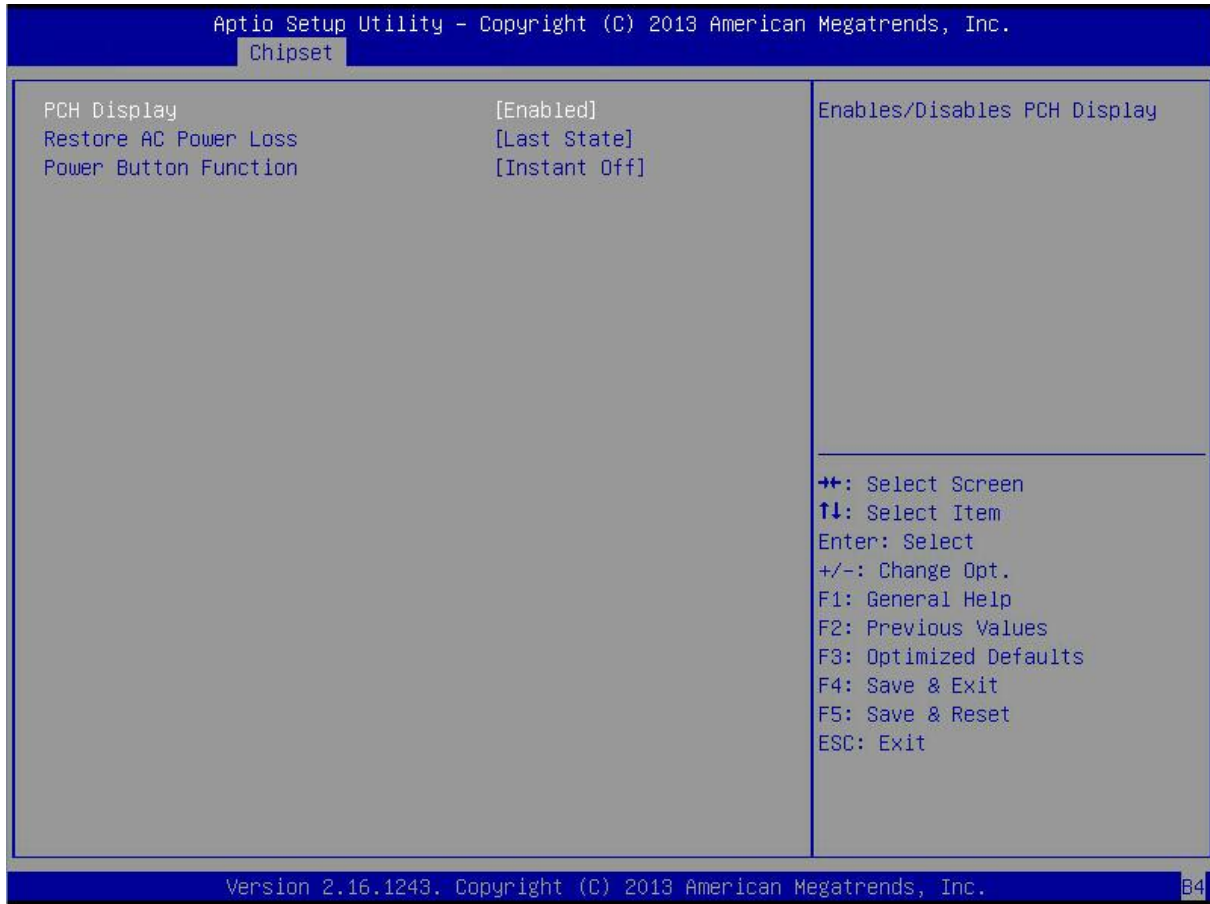 Aptio Setup Utility – Copyright (C) 2013 American Megatrends, Inc.
Chipset
PCH Display [Enabled]
Restore AC Power Loss [Last State]
Power Button Function [Instant Off]
Enables/Disables PCH Display
→←: Select Screen
↑↓: Select Item
Enter: Select
+/-: Change Opt.
F1: General Help
F2: Previous Values
F3: Optimized Defaults
F4: Save & Exit
F5: Save & Reset
ESC: Exit
Version 2.16.1243. Copyright (C) 2013 American Megatrends, Inc.
B4